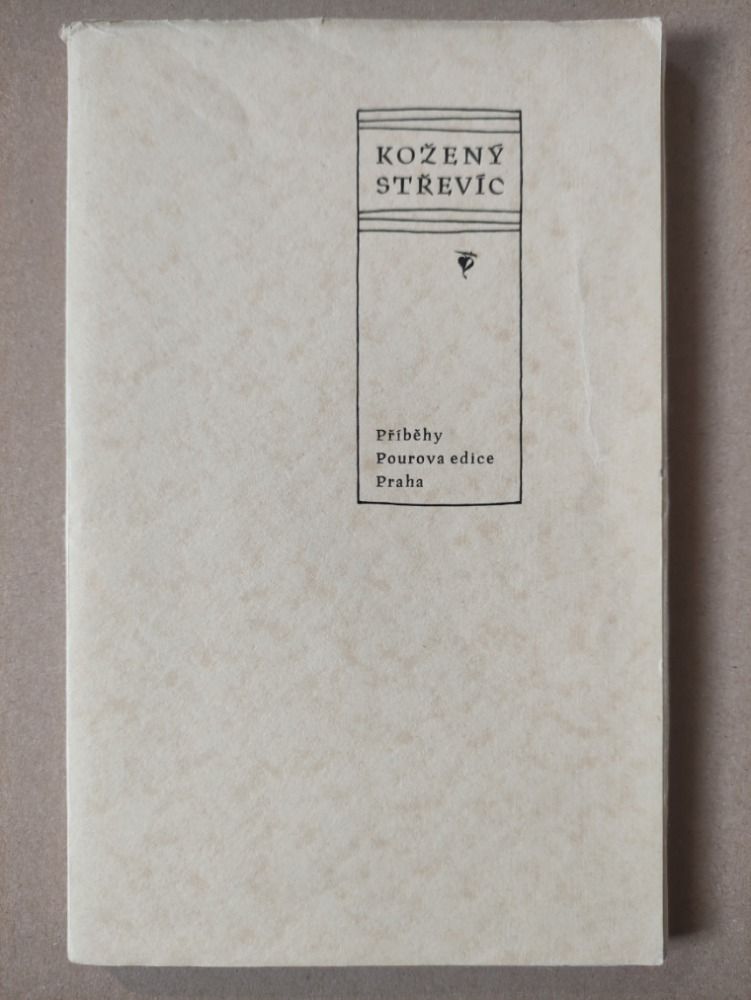 KOŽENÝ
STŘEVÍC
Příběhy
Pourova edice
Praha